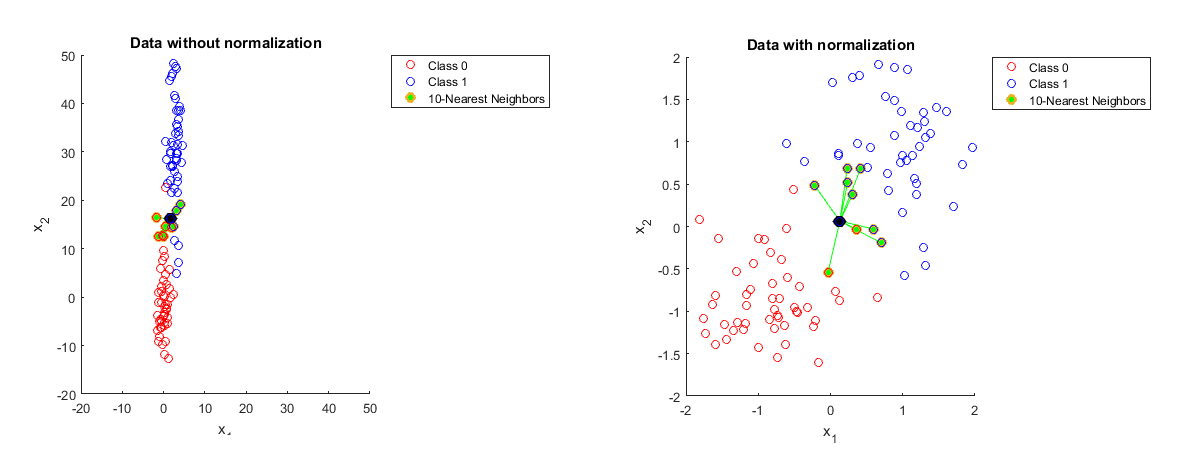 Data without normalization
50
40
30
20
10
0
-10
-20
-20 -10 0 10 20 30 40 50
x₂
Class 0
Class 1
10-Nearest Neighbors
Data with normalization
2
1.5
1
0.5
0
-0.5
-1
-1.5
-2
-2 -1 0 1 2
x₂
x₁
Class 0
Class 1
10-Nearest Neighbors